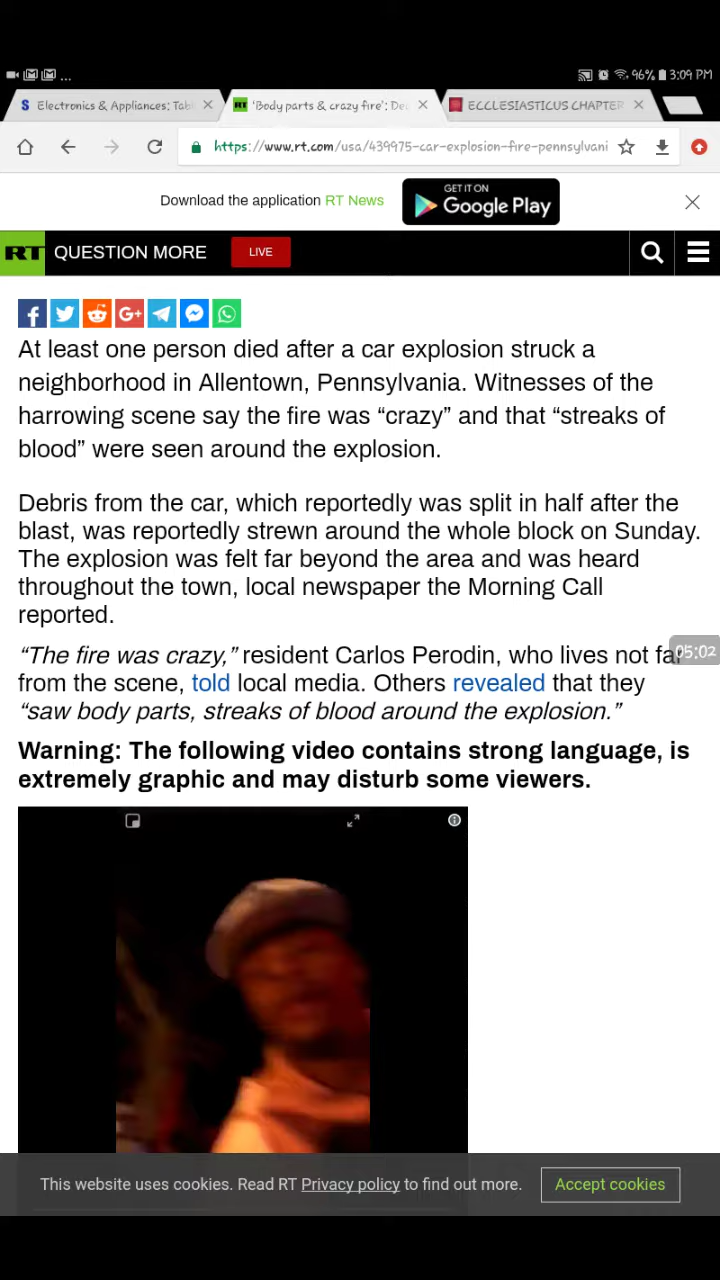 ... 96% 3:09 PM
S Electronics & Appliances: Tabl × RT 'Body parts & crazy fire': De × ECCLESIASTICUS CHAPTER ×
https://www.rt.com/usa/439975-car-explosion-fire-pennsylvani
Download the application RT News GET IT ON Google Play
RT QUESTION MORE LIVE
At least one person died after a car explosion struck a
neighborhood in Allentown, Pennsylvania. Witnesses of the
harrowing scene say the fire was “crazy” and that “streaks of
blood” were seen around the explosion.
Debris from the car, which reportedly was split in half after the
blast, was reportedly strewn around the whole block on Sunday.
The explosion was felt far beyond the area and was heard
throughout the town, local newspaper the Morning Call
reported.
“The fire was crazy,” resident Carlos Perodin, who lives not far
05:02
from the scene, told local media. Others revealed that they
“saw body parts, streaks of blood around the explosion.”
Warning: The following video contains strong language, is
extremely graphic and may disturb some viewers.
This website uses cookies. Read RT Privacy policy to find out more. Accept cookies